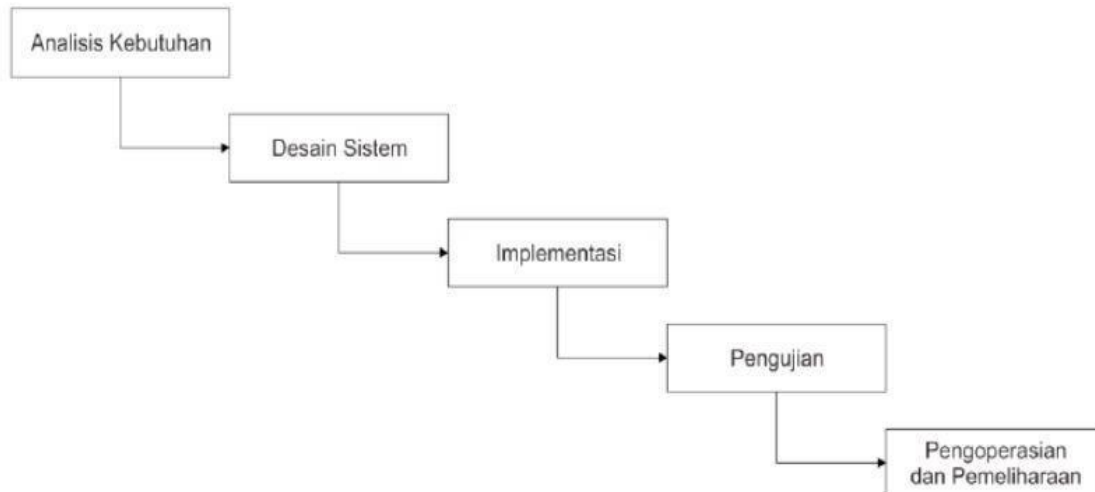 Analisis Kebutuhan
Desain Sistem
Implementasi
Pengujian
Pengoperasian
dan Pemeliharaan